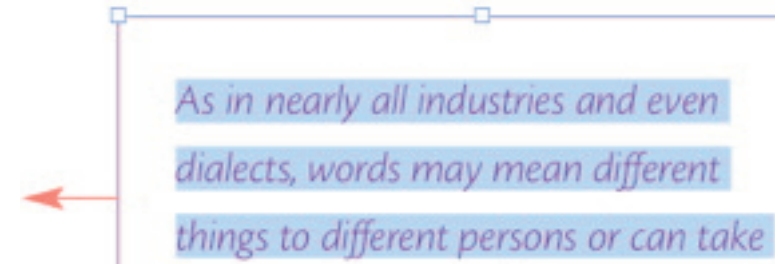 As in nearly all industries and even
dialects, words may mean different
things to different persons or can take